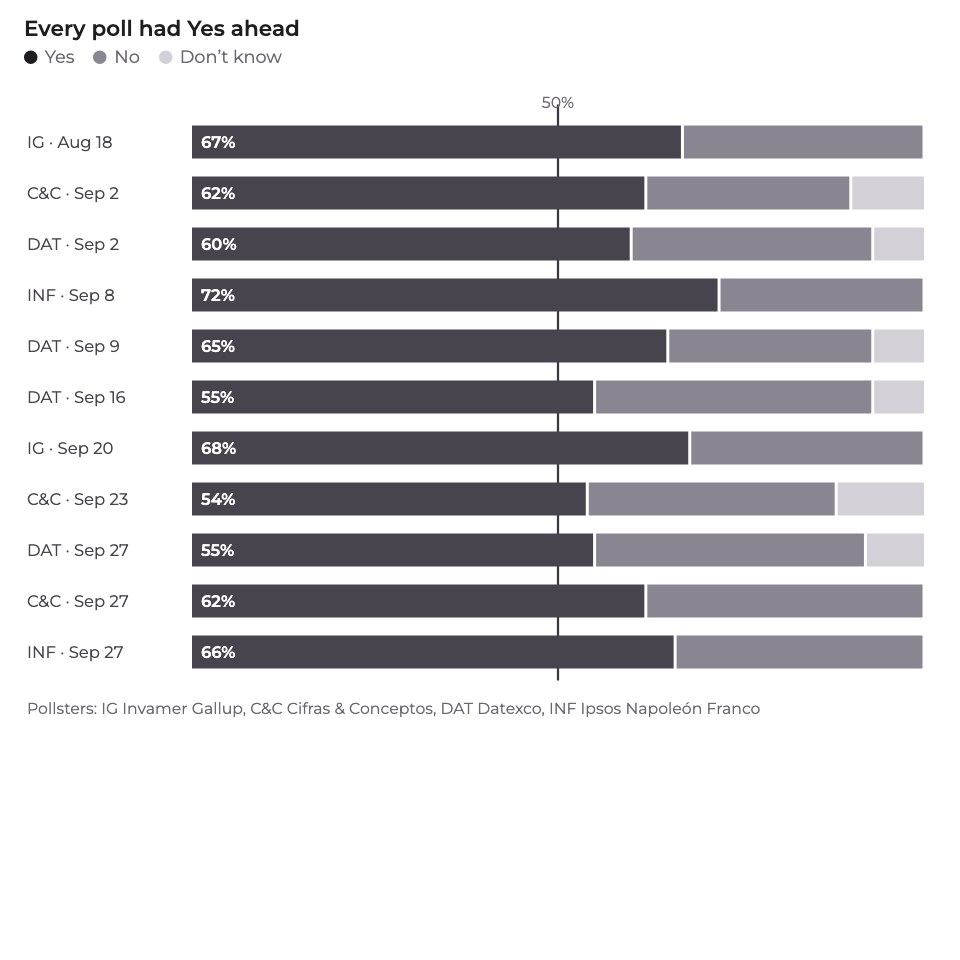 Every poll had Yes ahead
Yes No Don’t know
50%
IG · Aug 18 67%
C&C · Sep 2 62%
DAT · Sep 2 60%
INF · Sep 8 72%
DAT · Sep 9 65%
DAT · Sep 16 55%
IG · Sep 20 68%
C&C · Sep 23 54%
DAT · Sep 27 55%
C&C · Sep 27 62%
INF · Sep 27 66%
Pollsters: IG Invamer Gallup, C&C Cifras & Conceptos, DAT Datexco, INF Ipsos Napoleón Franco